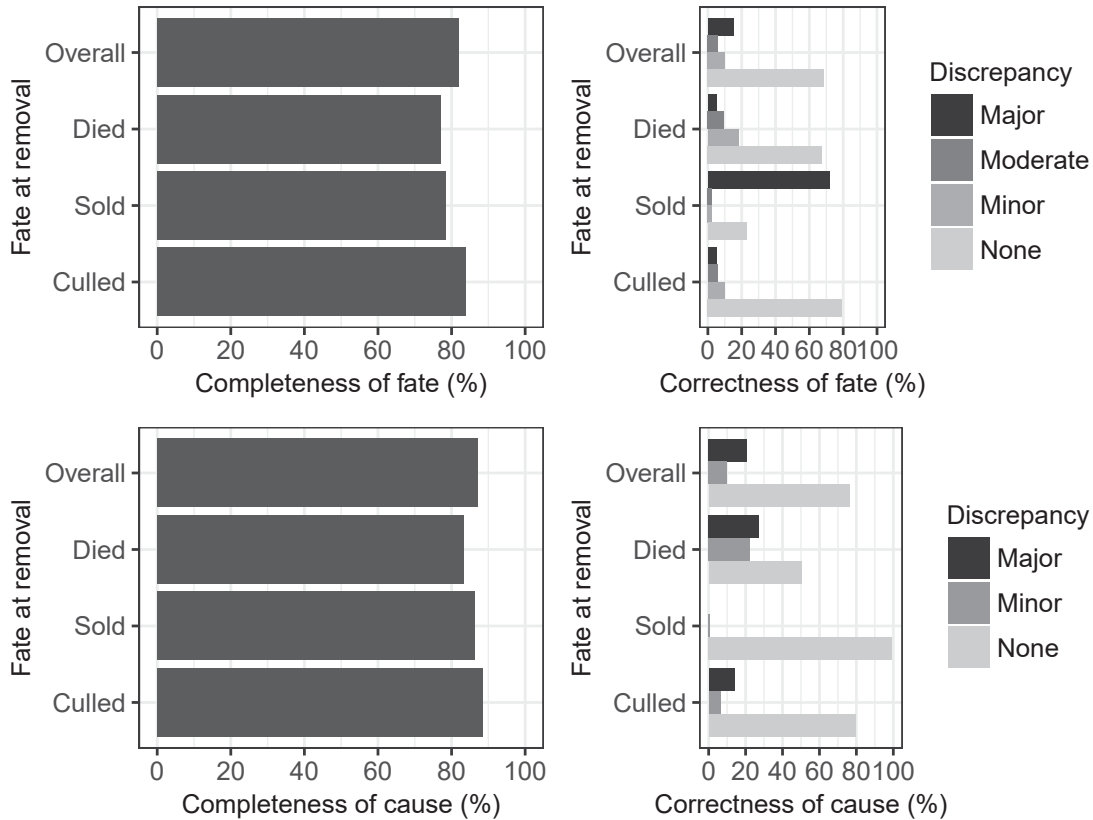 Fate at removal
Overall
Died
Sold
Culled
0 20 40 60 80 100
Completeness of fate (%)
Fate at removal
Overall
Died
Sold
Culled
0 20 40 60 80 100
Correctness of fate (%)
Discrepancy
Major
Moderate
Minor
None
Fate at removal
Overall
Died
Sold
Culled
0 20 40 60 80 100
Completeness of cause (%)
Fate at removal
Overall
Died
Sold
Culled
0 20 40 60 80 100
Correctness of cause (%)
Discrepancy
Major
Minor
None